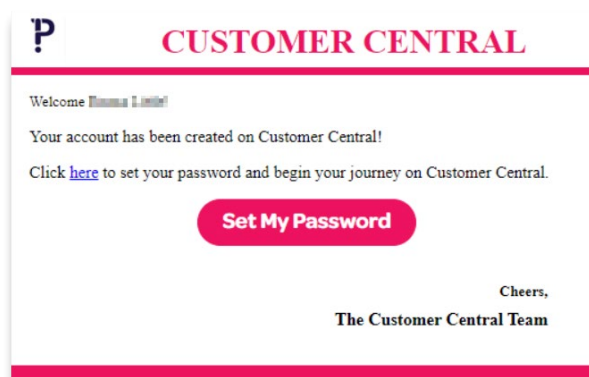 CUSTOMER CENTRAL
Welcome
Your account has been created on Customer Central!
Click here to set your password and begin your journey on Customer Central.
Set My Password
Cheers,
The Customer Central Team